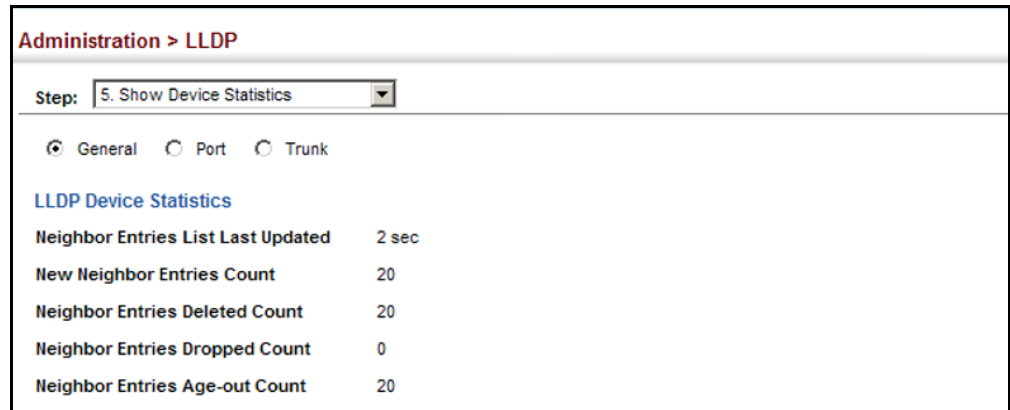 Administration > LLDP
Step: 5. Show Device Statistics
General Port Trunk
LLDP Device Statistics
Neighbor Entries List Last Updated 2 sec
New Neighbor Entries Count 20
Neighbor Entries Deleted Count 20
Neighbor Entries Dropped Count 0
Neighbor Entries Age-out Count 20